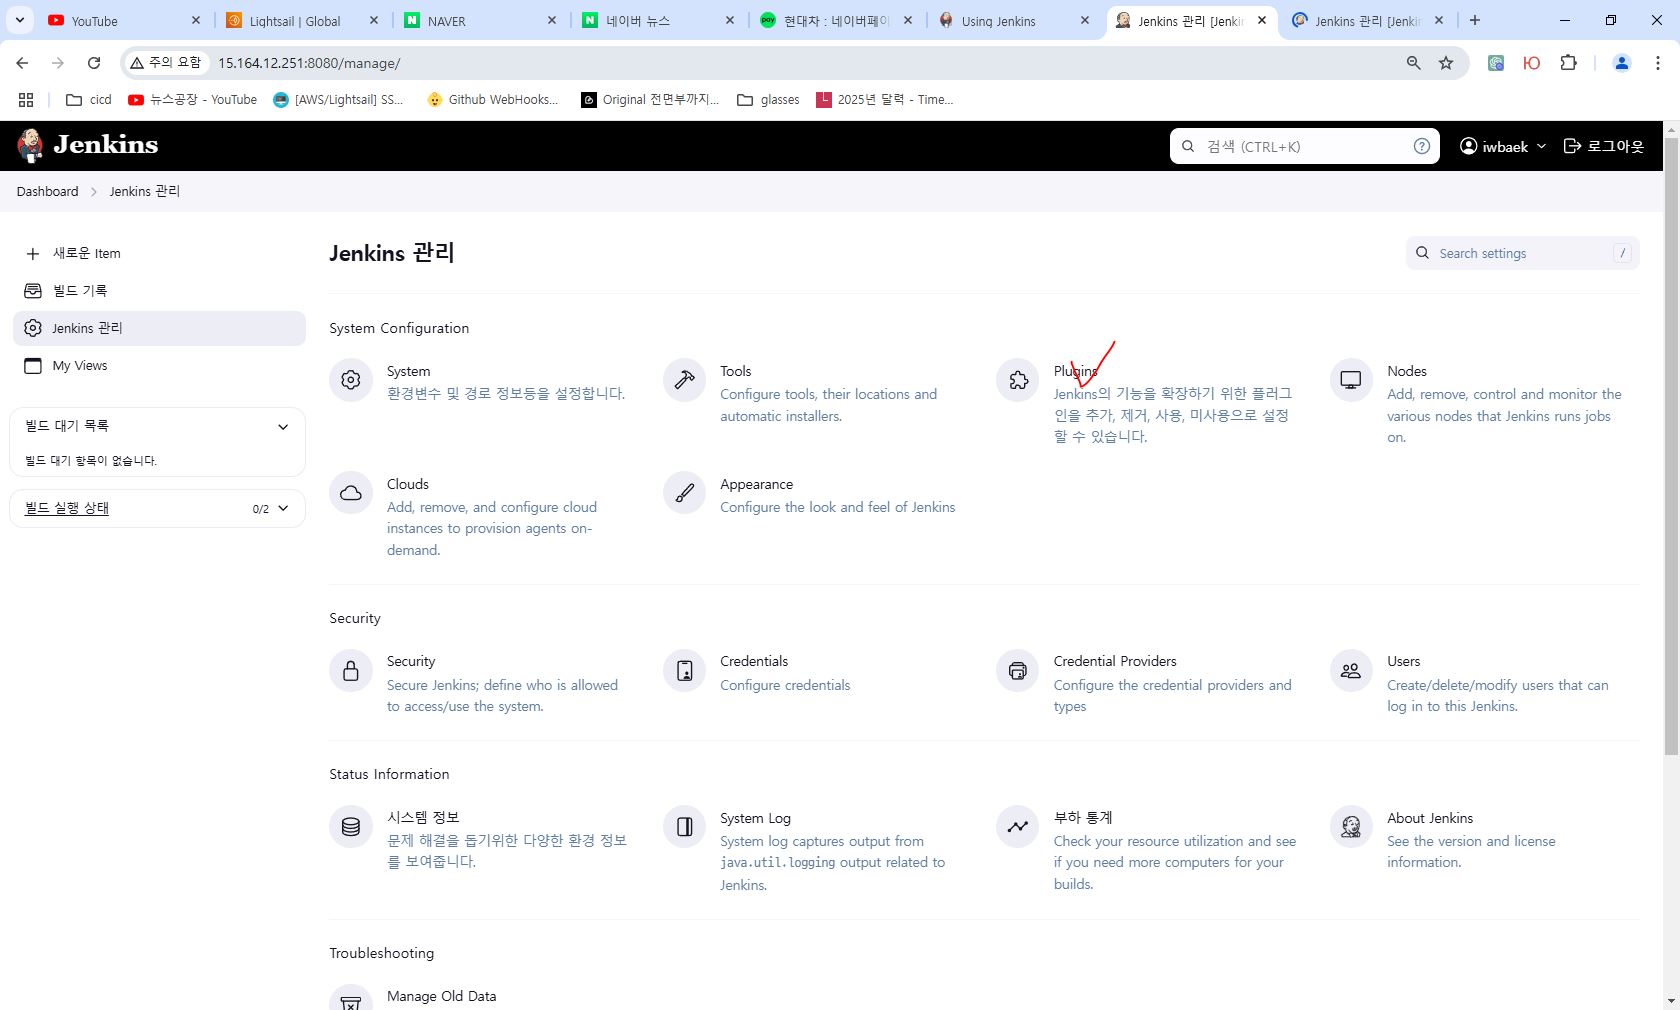 YouTube
Lightsail | Global
NAVER
네이버 뉴스
현대차 : 네이버페이
Using Jenkins
Jenkins 관리 [Jenkin
Jenkins 관리 [Jenkin
주의 요함 15.164.12.251:8080/manage/
cicd
뉴스공장 - YouTube
[AWS/Lightsail] SS...
Github WebHooks...
Original 전면부까지...
glasses
2025년 달력 - Time...
Jenkins
검색 (CTRL+K)
iwbaek
로그아웃
Dashboard > Jenkins 관리
새로운 Item
빌드 기록
Jenkins 관리
My Views
빌드 대기 목록
빌드 대기 항목이 없습니다.
빌드 실행 상태 0/2
Jenkins 관리
Search settings /
System Configuration
System
환경변수 및 경로 정보등을 설정합니다.
Tools
Configure tools, their locations and
automatic installers.
Plugins
Jenkins의 기능을 확장하기 위한 플러그
인을 추가, 제거, 사용, 미사용으로 설정
할 수 있습니다.
Nodes
Add, remove, control and monitor the
various nodes that Jenkins runs jobs
on.
Clouds
Add, remove, and configure cloud
instances to provision agents on-
demand.
Appearance
Configure the look and feel of Jenkins
Security
Security
Secure Jenkins; define who is allowed
to access/use the system.
Credentials
Configure credentials
Credential Providers
Configure the credential providers and
types
Users
Create/delete/modify users that can
log in to this Jenkins.
Status Information
시스템 정보
문제 해결을 돕기위한 다양한 환경 정보
를 보여줍니다.
System Log
System log captures output from
java.util.logging output related to
Jenkins.
부하 통계
Check your resource utilization and see
if you need more computers for your
builds.
About Jenkins
See the version and license
information.
Troubleshooting
Manage Old Data